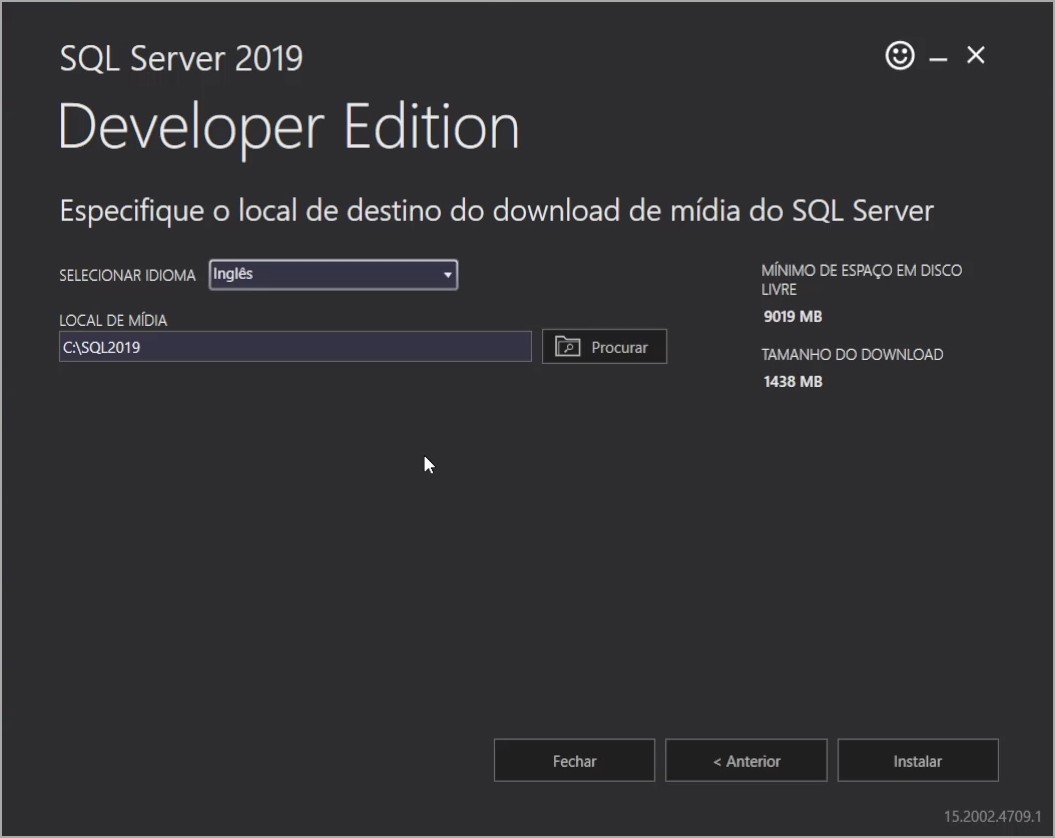 SQL Server 2019
Developer Edition
Especifique o local de destino do download de mídia do SQL Server
SELECIONAR IDIOMA Inglês
LOCAL DE MÍDIA
C:\SQL2019 Procurar
MÍNIMO DE ESPAÇO EM DISCO
LIVRE
9019 MB
TAMANHO DO DOWNLOAD
1438 MB
Fechar < Anterior Instalar
15.2002.4709.1